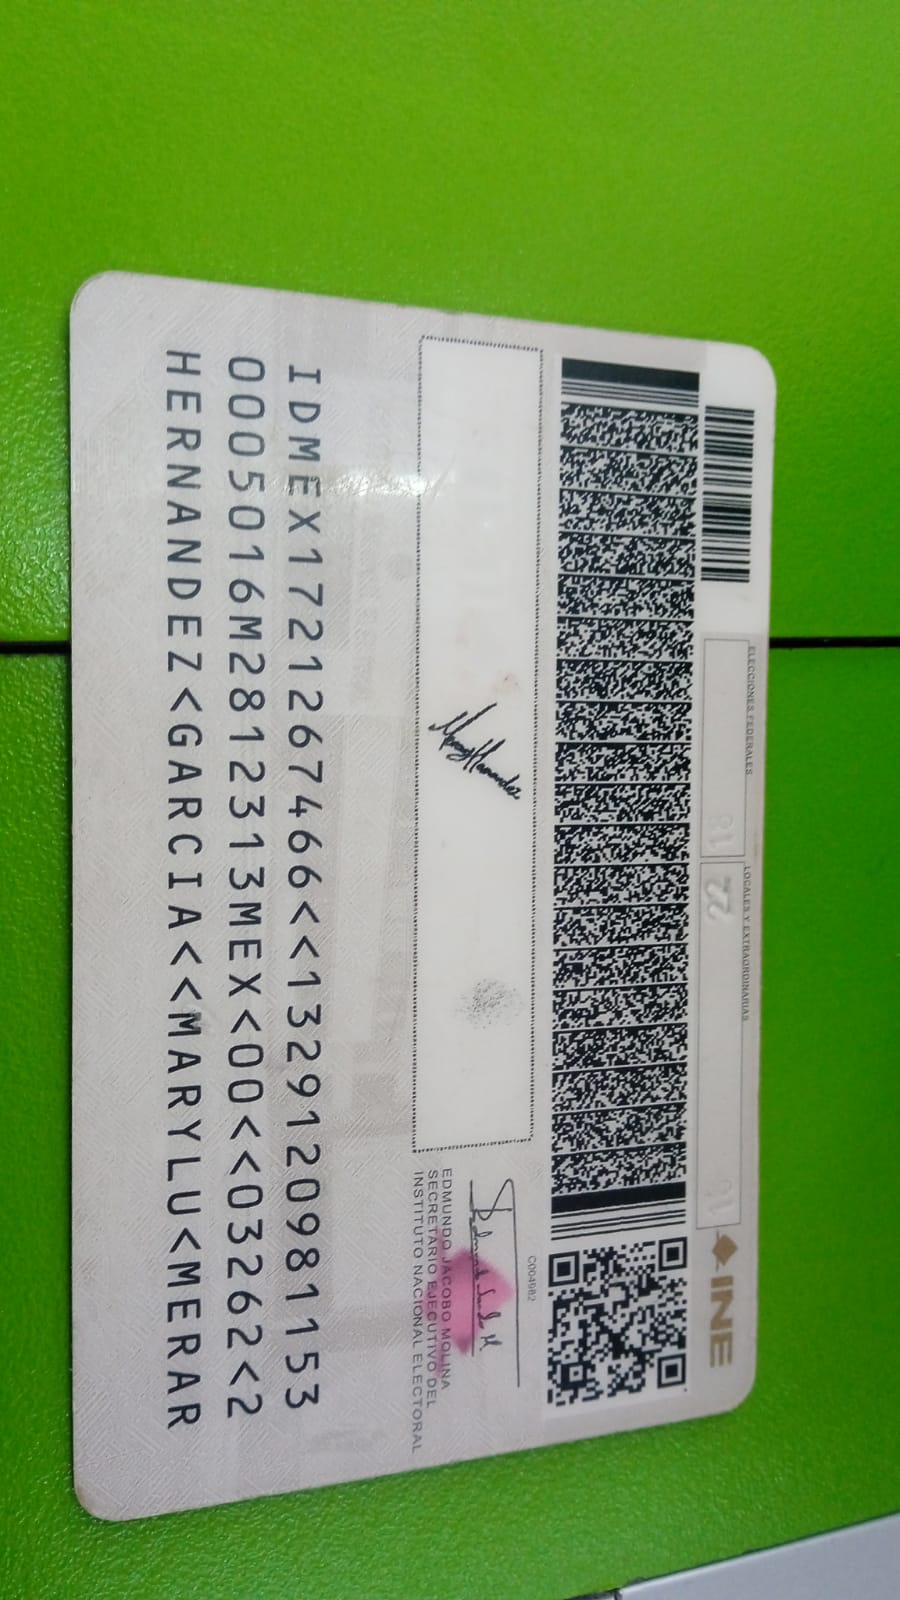 ELECCIONES FEDERALES
LOCALES Y EXTRAORDINARIAS
18
22
INE
C004982
EDMUNDO JACOBO MOLINA
SECRETARIO EJECUTIVO DEL
INSTITUTO NACIONAL ELECTORAL
IDMEX1721267466<<1329120981153
0005016M2812313MEX<00<<03262<2
HERNANDEZ<GARCIA<<MARYLU<MERAR